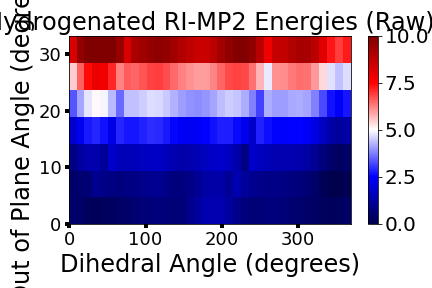 ydrogenated RI-MP2 Energies (Raw)
out of Plane Angle (degre
30
20
10
0
0 100 200 300
Dihedral Angle (degrees)
10.0
7.5
5.0
2.5
0.0